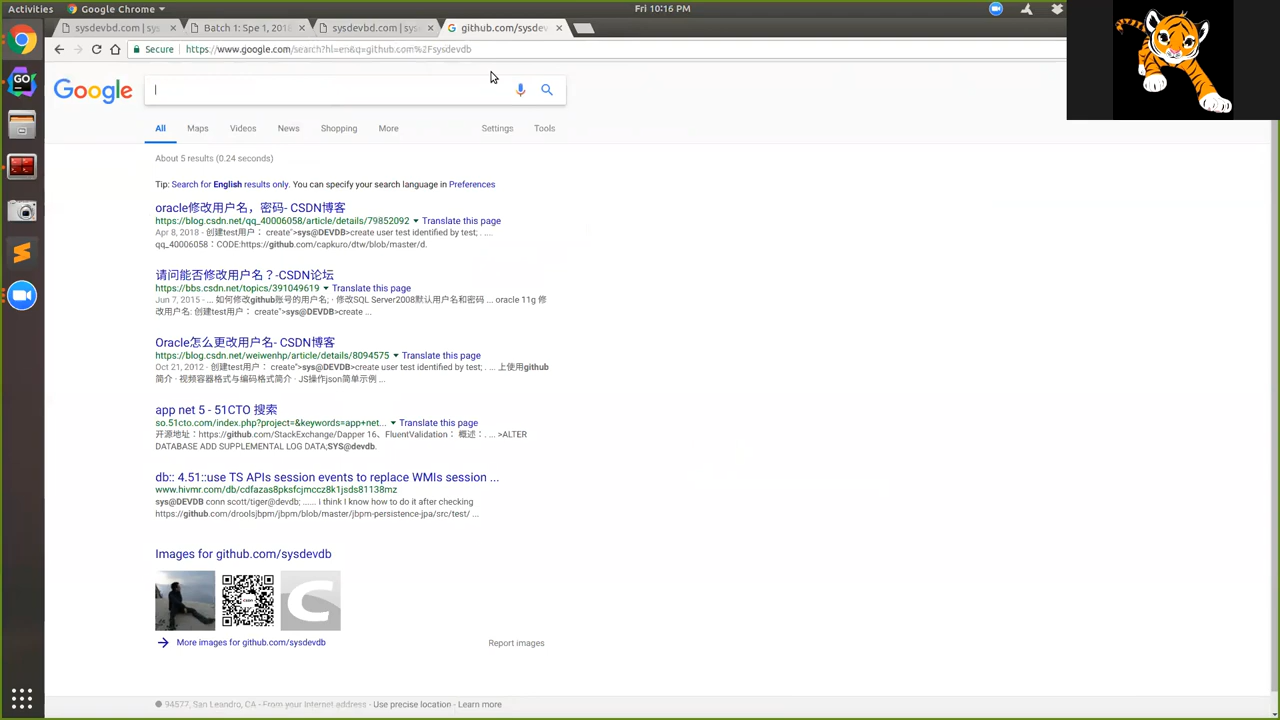 Activities Google Chrome Fri 10:16 PM
sysdevbd.com | sys Batch 1: Spe 1, 2018 sysdevdb.com | sys github.com/sysdev
Secure https://www.google.com/search?hl=en&q=github.com%2Fsysdevdb
Google
All Maps Videos News Shopping More Settings Tools
About 5 results (0.24 seconds)
Tip: Search for English results only. You can specify your search language in Preferences
oracle修改用户名，密码- CSDN博客
https://blog.csdn.net/qq_40006058/article/details/79852092 Translate this page
Apr 8, 2018 - 创建test用户： create">sys@DEVDB>create user test identified by test; . ....
qq_40006058：CODE:https://github.com/capkuro/dtw/blob/master/d.
请问能否修改用户名？-CSDN论坛
https://bbs.csdn.net/topics/391049619 Translate this page
Jun 7, 2015 - ... 如何修改github账号的用户名; · 修改SQL Server2008默认用户名和密码 ... oracle 11g 修
改用户名: 创建test用户： create">sys@DEVDB>create ...
Oracle怎么更改用户名- CSDN博客
https://blog.csdn.net/weiwenhp/article/details/8094575 Translate this page
Oct 21, 2012 - 创建test用户： create">sys@DEVDB>create user test identified by test; . ... 上使用github
简介 · 视频容器格式与编码格式简介 · JS操作json简单示例 ...
app net 5 - 51CTO 搜索
so.51cto.com/index.php?project=&keywords=app+net... Translate this page
开源地址：https://github.com/StackExchange/Dapper 16、FluentValidation： 概述：. ... >ALTER
DATABASE ADD SUPPLEMENTAL LOG DATA;SYS@devdb.
db:: 4.51::use TS APIs session events to replace WMIs session ...
www.hivmr.com/db/cdfazas8pksfcjmccz8k1jsds81138mz
sys@DEVDB conn scott/tiger@devdb; ...... I think I know how to do it after checking
https://github.com/droolsjbpm/jbpm/blob/master/jbpm-persistence-jpa/src/test/ ...
Images for github.com/sysdevdb
CSDN C
More images for github.com/sysdevdb Report images
94577, San Leandro, CA - From your Internet address - Use precise location - Learn more